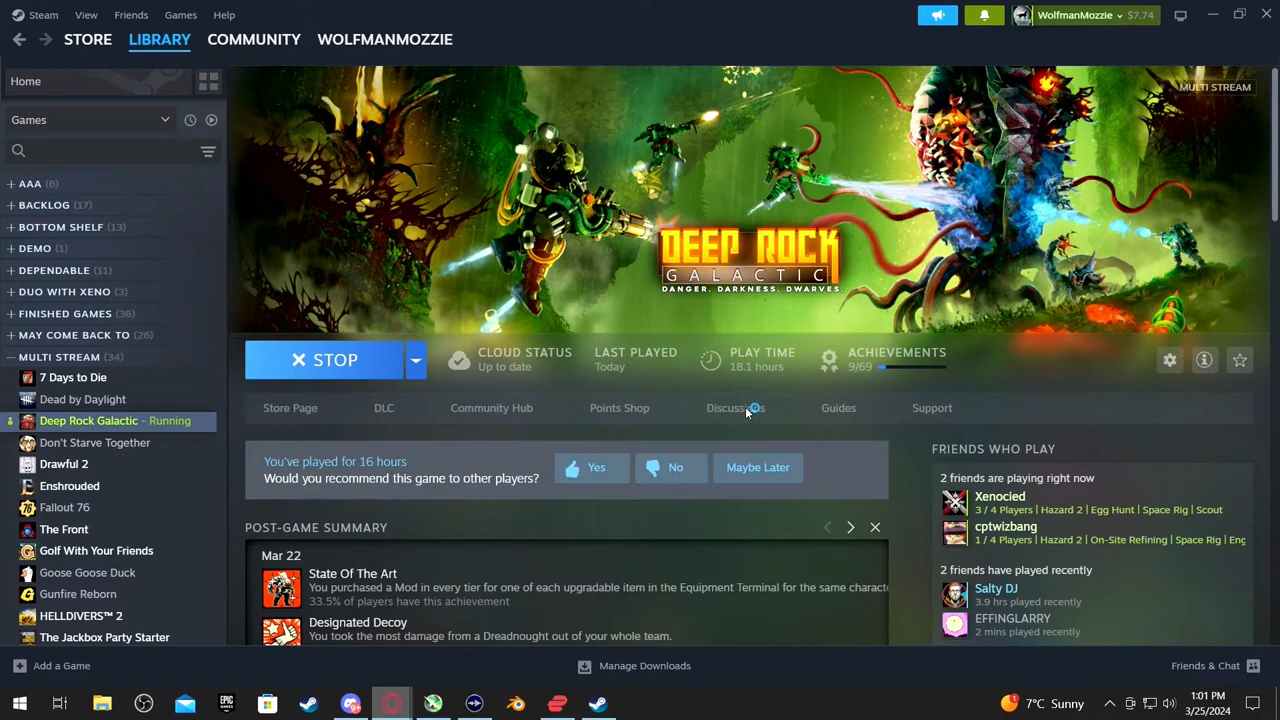 Steam View Friends Games Help WolfmanMozzie $7.74
STORE LIBRARY COMMUNITY WOLFMANMOZZIE
Home
Games
MULTI STREAM
DEEP ROCK
GALACTIC
DANGER. DARKNESS. DWARVES.
AAA (6)
BACKLOG (17)
BOTTOM SHELF (13)
DEMO (1)
DEPENDABLE (11)
DUO WITH XENO (3)
FINISHED GAMES (38)
MAY COME BACK TO (26)
MULTI STREAM (34)
7 Days to Die
Dead by Daylight
Deep Rock Galactic - Running
Don't Starve Together
Drawful 2
Enshrouded
Fallout 76
The Front
Golf With Your Friends
Goose Goose Duck
Gunfire Reborn
HELLDIVERS™ 2
The Jackbox Party Starter
STOP
CLOUD STATUS
Up to date
LAST PLAYED
Today
PLAY TIME
18.1 hours
ACHIEVEMENTS
9/69
Store Page DLC Community Hub Points Shop Discussions Guides Support
You've played for 16 hours
Would you recommend this game to other players?
Yes No Maybe Later
POST-GAME SUMMARY
Mar 22
State Of The Art
You purchased a Mod in every tier for one of each upgradable item in the Equipment Terminal for the same characte
33.5% of players have this achievement
Designated Decoy
You took the most damage from a Dreadnought out of your whole team.
FRIENDS WHO PLAY
2 friends are playing right now
Xenocied
3 / 4 Players | Hazard 2 | Egg Hunt | Space Rig | Scout
cptwizbang
1 / 4 Players | Hazard 2 | On-Site Refining | Space Rig | Eng
2 friends have played recently
Salty DJ
3.9 hrs played recently
EFFINGLARRY
2 mins played recently
Add a Game Manage Downloads Friends & Chat
7°C Sunny
1:01 PM
3/25/2024